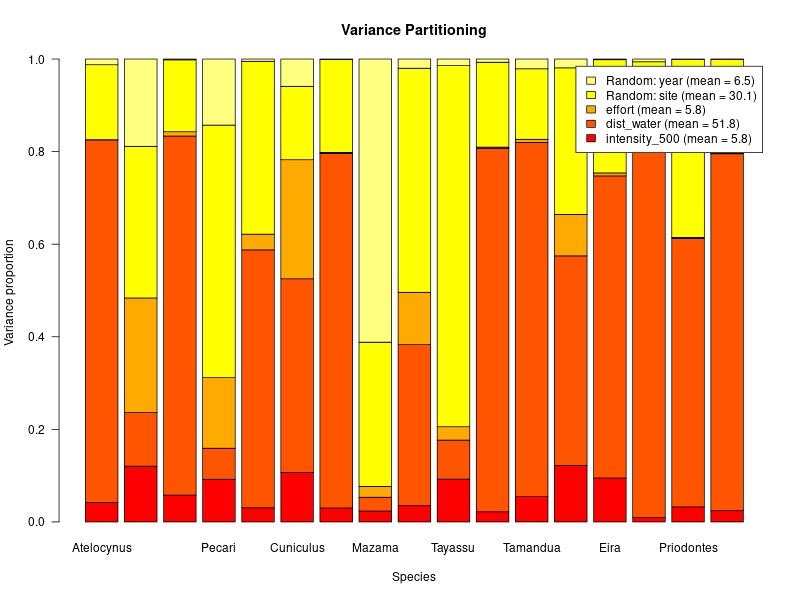 Variance Partitioning
Random: year (mean = 6.5)
Random: site (mean = 30.1)
effort (mean = 5.8)
dist_water (mean = 51.8)
intensity_500 (mean = 5.8)
Variance proportion
1.0
0.8
0.6
0.4
0.2
0.0
Atelocynus Pecari Cuniculus Mazama Tayassu Tamandua Eira Priodontes
Species